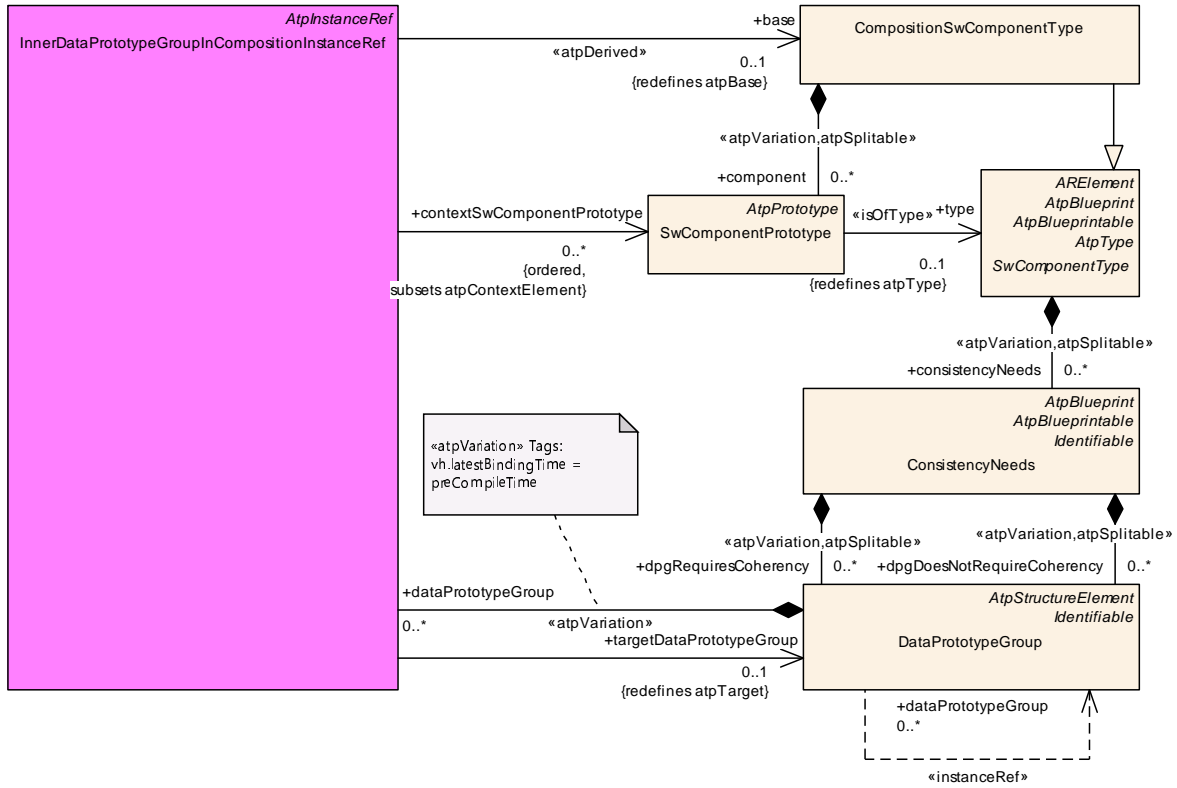 AtpInstanceRef
InnerDataPrototypeGroupInCompositionInstanceRef
+base
«atpDerived»
0..1
{redefines atpBase}
CompositionSwComponentType
«atpVariation,atpSplitable»
+component
0..*
+contextSwComponentPrototype
0..*
{ordered,
subsets atpContextElement}
AtpPrototype
SwComponentPrototype
«isOfType»
+type
0..1
{redefines atpType}
ARElement
AtpBlueprint
AtpBlueprintable
AtpType
SwComponentType
«atpVariation,atpSplitable»
+consistencyNeeds
0..*
AtpBlueprint
AtpBlueprintable
Identifiable
ConsistencyNeeds
«atpVariation» Tags:
vh.latestBindingTime =
preCompileTime
«atpVariation,atpSplitable»
+dpgRequiresCoherency
0..*
«atpVariation,atpSplitable»
+dpgDoesNotRequireCoherency
0..*
+dataPrototypeGroup
0..*
«atpVariation»
+targetDataPrototypeGroup
0..1
{redefines atpTarget}
AtpStructureElement
Identifiable
DataPrototypeGroup
+dataPrototypeGroup
0..*
«instanceRef»